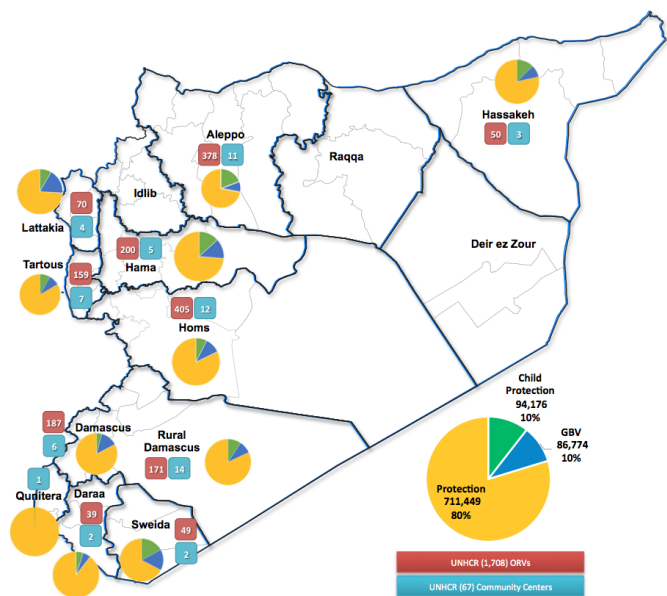 Hassakeh
50 3
Aleppo
378 11
Raqqa
Idlib
70
4
Lattakia
Deir ez Zour
200 5
Hama
Tartous
159
7
405 12
Homs
Child
Protection
94,176
10%
GBV
86,774
10%
Protection
711,449
80%
187
6
Damascus
Rural
Damascus
171 14
1
Qunitera
Daraa
39
2
Sweida
49
2
UNHCR (1,708) ORVs
UNHCR (67) Community Centers